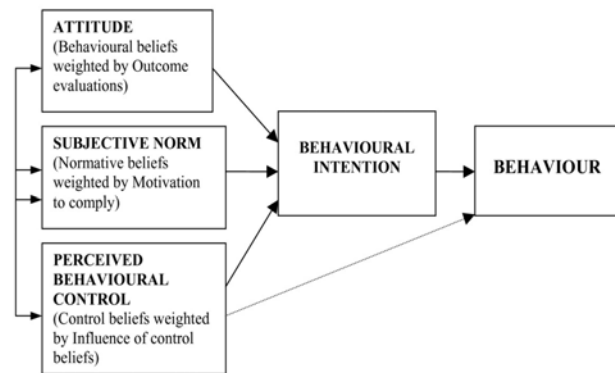 ATTITUDE
(Behavioural beliefs
weighted by Outcome
evaluations)
SUBJECTIVE NORM
(Normative beliefs
weighted by Motivation
to comply)
PERCEIVED
BEHAVIOURAL
CONTROL
(Control beliefs weighted
by Influence of control
beliefs)
BEHAVIOURAL
INTENTION
BEHAVIOUR